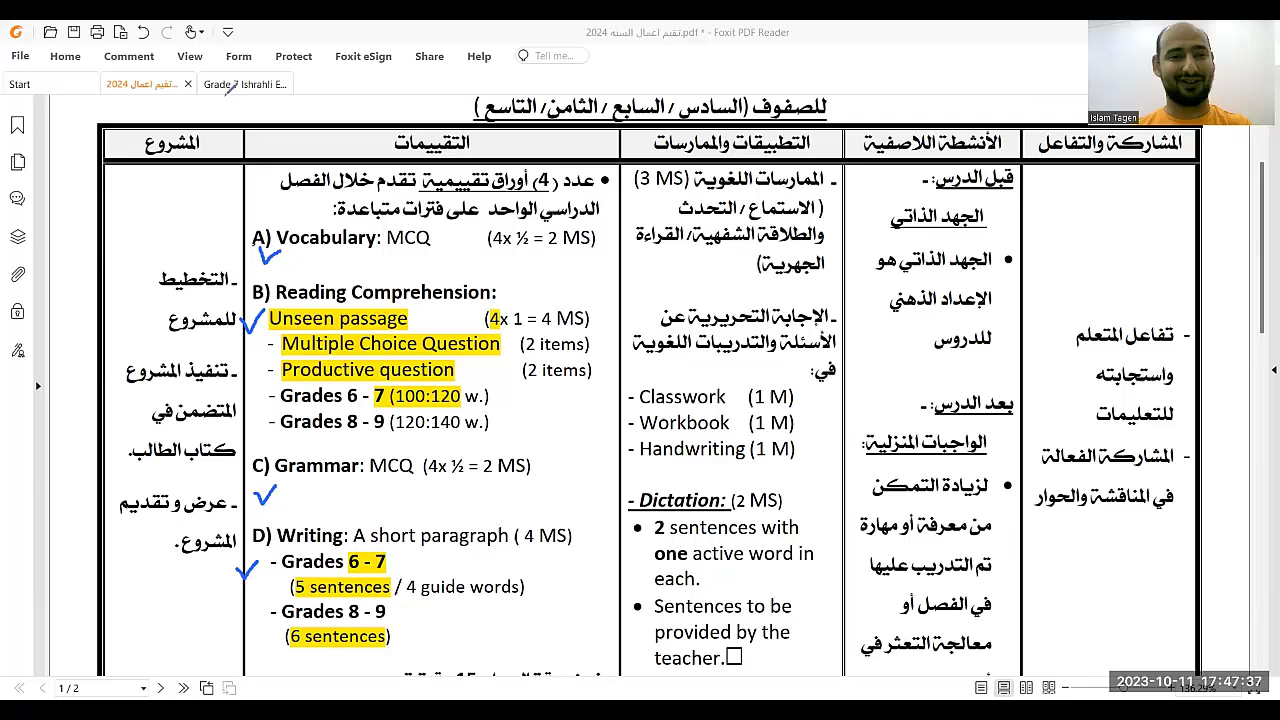 تقيم اعمال السنه 2024.pdf * - Foxit PDF Reader
File Home Comment View Form Protect Foxit eSign Share Help Tell me...
Start
تقيم اعمال 2024...
Grade 7 Ishrahli E...
Islam Tagen
للصفوف (السادس / السابع / الثامن/ التاسع )
المشاركة والتفاعل
الأنشطة اللاصفية
التطبيقات والممارسات
التقييمات
المشروع
- تفاعل المتعلم
واستجابته
للتعليمات
- المشاركة الفعالة
في المناقشة والحوار
قبل الدرس: -
الجهد الذاتي
• الجهد الذاتي هو
الإعداد الذهني
للدروس
بعد الدرس: -
الواجبات المنزلية:
• لزيادة التمكن
من معرفة أو مهارة
تم التدريب عليها
في الفصل أو
معالجة التعثر في
- الممارسات اللغوية (3 MS)
( الاستماع / التحدث
والطلاقة الشفهية/ القراءة
الجهرية)
- الإجابة التحريرية عن
الأسئلة والتدريبات اللغوية
في:
- Classwork (1 M)
- Workbook (1 M)
- Handwriting (1 M)
- Dictation: (2 MS)
• 2 sentences with
one active word in
each.
• Sentences to be
provided by the
teacher.
• عدد (4) أوراق تقييمية تقدم خلال الفصل
الدراسي الواحد على فترات متباعدة:
A) Vocabulary: MCQ (4x ½ = 2 MS)
B) Reading Comprehension:
Unseen passage (4x 1 = 4 MS)
- Multiple Choice Question (2 items)
- Productive question (2 items)
- Grades 6 - 7 (100:120 w.)
- Grades 8 - 9 (120:140 w.)
C) Grammar: MCQ (4x ½ = 2 MS)
D) Writing: A short paragraph ( 4 MS)
- Grades 6 - 7
(5 sentences / 4 guide words)
- Grades 8 - 9
(6 sentences)
- التخطيط
للمشروع
- تنفيذ المشروع
المتضمن في
كتاب الطالب.
- عرض و تقديم
المشروع.
1 / 2
136.29%
2023-10-11 17:47:37